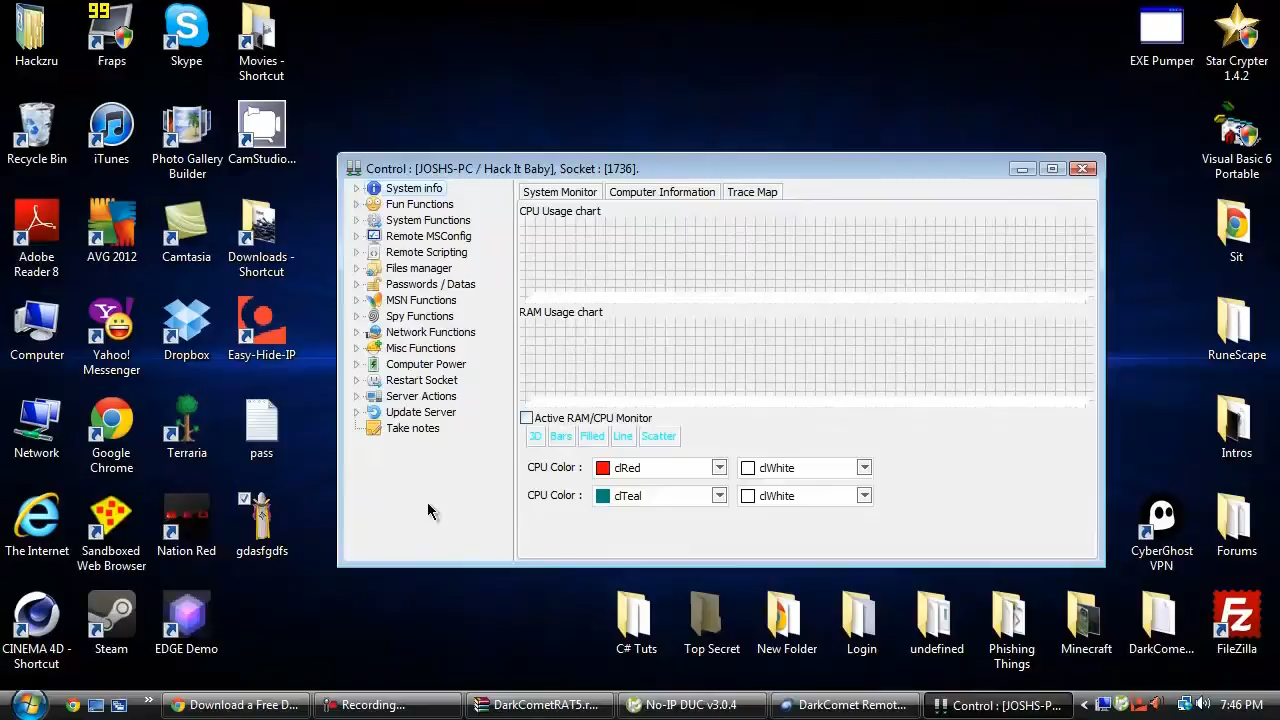 99
Hackzru
Fraps
Skype
Movies -
Shortcut
EXE Pumper
Star Crypter
1.4.2
Recycle Bin
iTunes
Photo Gallery
Builder
CamStudio...
Visual Basic 6
Portable
Adobe
Reader 8
AVG 2012
Camtasia
Downloads -
Shortcut
Sit
Computer
Yahoo!
Messenger
Dropbox
Easy-Hide-IP
RuneScape
Network
Google
Chrome
Terraria
pass
Intros
The Internet
Sandboxed
Web Browser
Nation Red
gdasfgdfs
CyberGhost
VPN
Forums
CINEMA 4D -
Shortcut
Steam
EDGE Demo
C# Tuts
Top Secret
New Folder
Login
undefined
Phishing
Things
Minecraft
DarkCome...
FileZilla
Control : [JOSHS-PC / Hack It Baby], Socket : [1736].
System info
Fun Functions
System Functions
Remote MSConfig
Remote Scripting
Files manager
Passwords / Datas
MSN Functions
Spy Functions
Network Functions
Misc Functions
Computer Power
Restart Socket
Server Actions
Update Server
Take notes
System Monitor Computer Information Trace Map
CPU Usage chart
RAM Usage chart
Active RAM/CPU Monitor
3D Bars Filled Line Scatter
CPU Color : clRed clWhite
CPU Color : clTeal clWhite
» Download a Free D... Recording... DarkCometRAT5.r... No-IP DUC v3.0.4 DarkComet Remot... Control : [JOSHS-P... < 7:46 PM